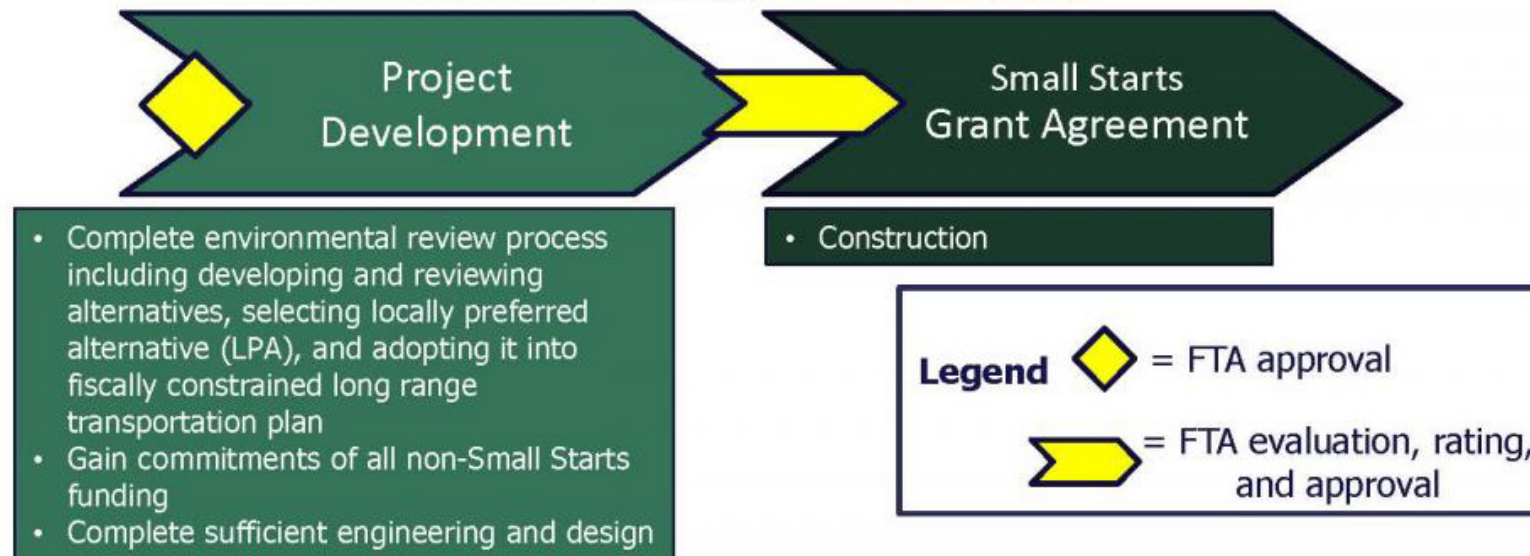 Project
Development
Small Starts
Grant Agreement
• Complete environmental review process
including developing and reviewing
alternatives, selecting locally preferred
alternative (LPA), and adopting it into
fiscally constrained long range
transportation plan
• Gain commitments of all non-Small Starts
funding
• Complete sufficient engineering and design
• Construction
Legend
= FTA approval
= FTA evaluation, rating,
and approval